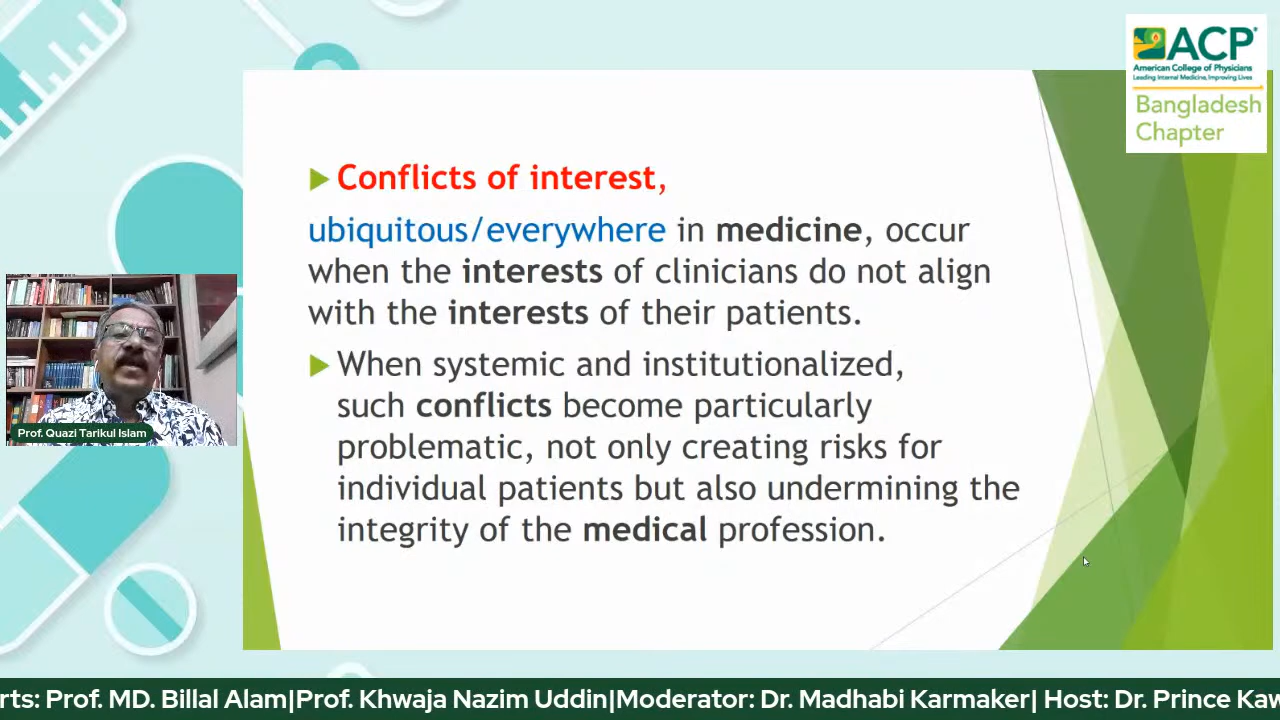 ACP
American College of Physicians
Leading Internal Medicine, Improving Lives
Bangladesh
Chapter
Conflicts of interest,
ubiquitous/everywhere in medicine, occur
when the interests of clinicians do not align
with the interests of their patients.
When systemic and institutionalized,
such conflicts become particularly
problematic, not only creating risks for
individual patients but also undermining the
integrity of the medical profession.
Prof. Quazi Tarikul Islam
rts: Prof. MD. Billal Alam|Prof. Khwaja Nazim Uddin|Moderator: Dr. Madhabi Karmaker| Host: Dr. Prince Kaw